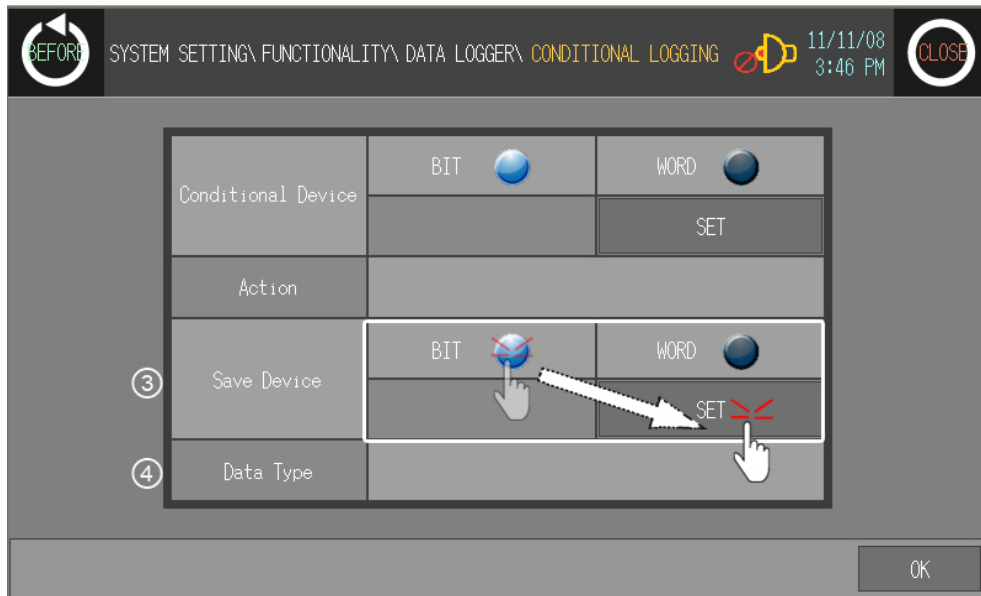 BEFORE
SYSTEM SETTING\ FUNCTIONALITY\ DATA LOGGER\ CONDITIONAL LOGGING
11/11/08
3:46 PM
CLOSE
Conditional Device
BIT
WORD
SET
Action
③
Save Device
BIT
WORD
SET
④
Data Type
OK